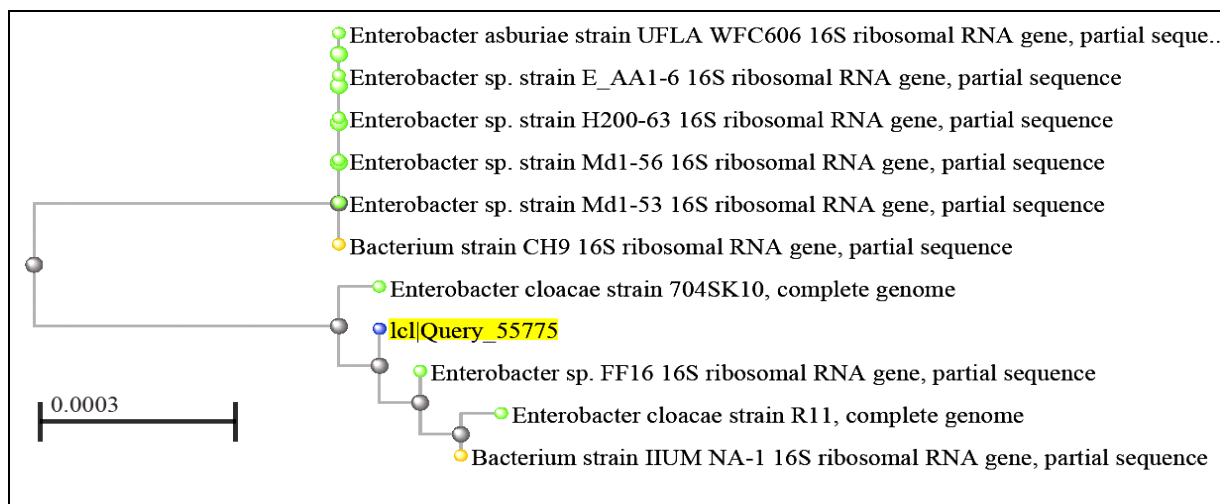 Enterobacter asburiae strain UFLA WFC606 16S ribosomal RNA gene, partial seque..
Enterobacter sp. strain E_AA1-6 16S ribosomal RNA gene, partial sequence
Enterobacter sp. strain H200-63 16S ribosomal RNA gene, partial sequence
Enterobacter sp. strain Md1-56 16S ribosomal RNA gene, partial sequence
Enterobacter sp. strain Md1-53 16S ribosomal RNA gene, partial sequence
Bacterium strain CH9 16S ribosomal RNA gene, partial sequence
Enterobacter cloacae strain 704SK10, complete genome
lcl|Query_55775
Enterobacter sp. FF16 16S ribosomal RNA gene, partial sequence
0.0003
Enterobacter cloacae strain R11, complete genome
Bacterium strain IIUM NA-1 16S ribosomal RNA gene, partial sequence